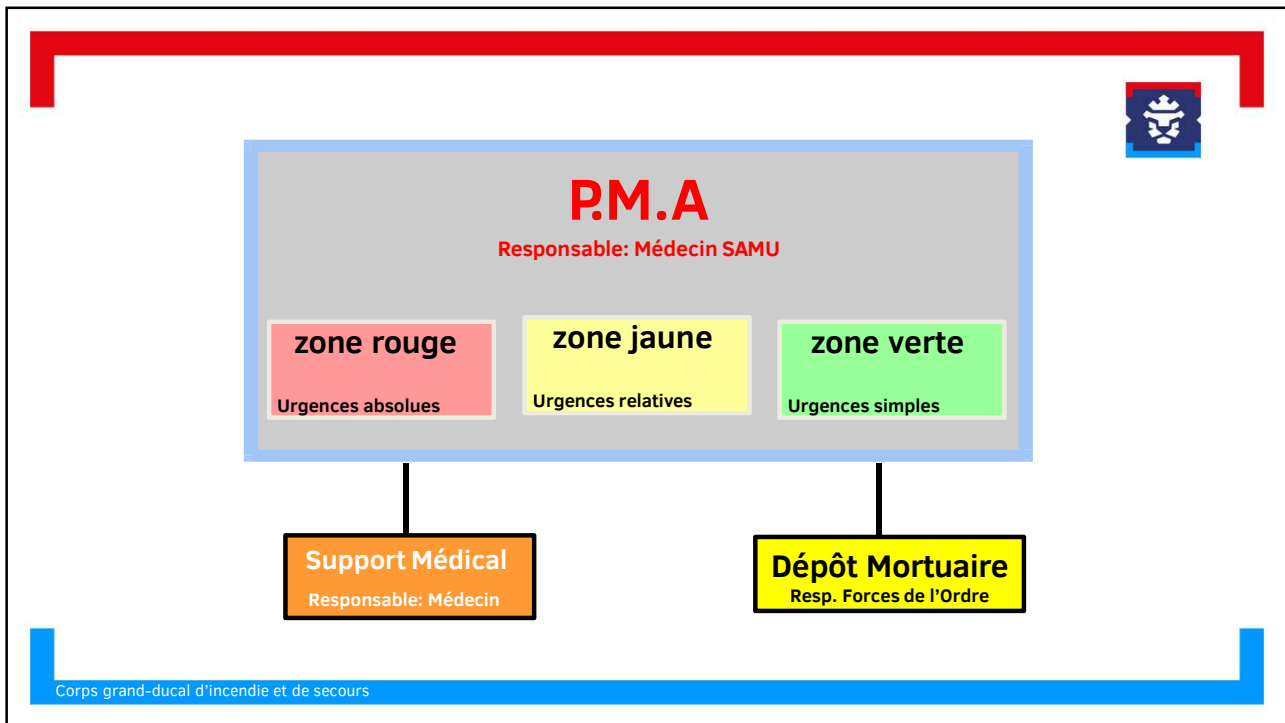 P.M.A
Responsable: Médecin SAMU
zone rouge
Urgences absolues
zone jaune
Urgences relatives
zone verte
Urgences simples
Support Médical
Responsable: Médecin
Dépôt Mortuaire
Resp. Forces de l’Ordre
Corps grand-ducal d’incendie et de secours